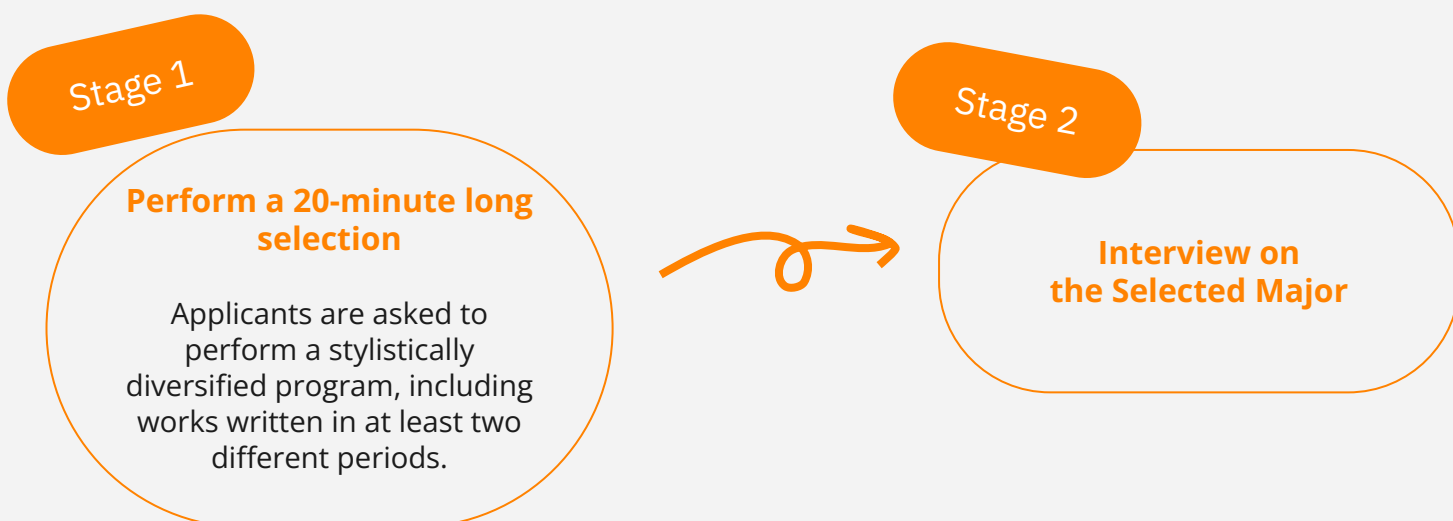 Stage 1
Perform a 20-minute long
selection
Applicants are asked to
perform a stylistically
diversified program, including
works written in at least two
different periods.
Stage 2
Interview on
the Selected Major